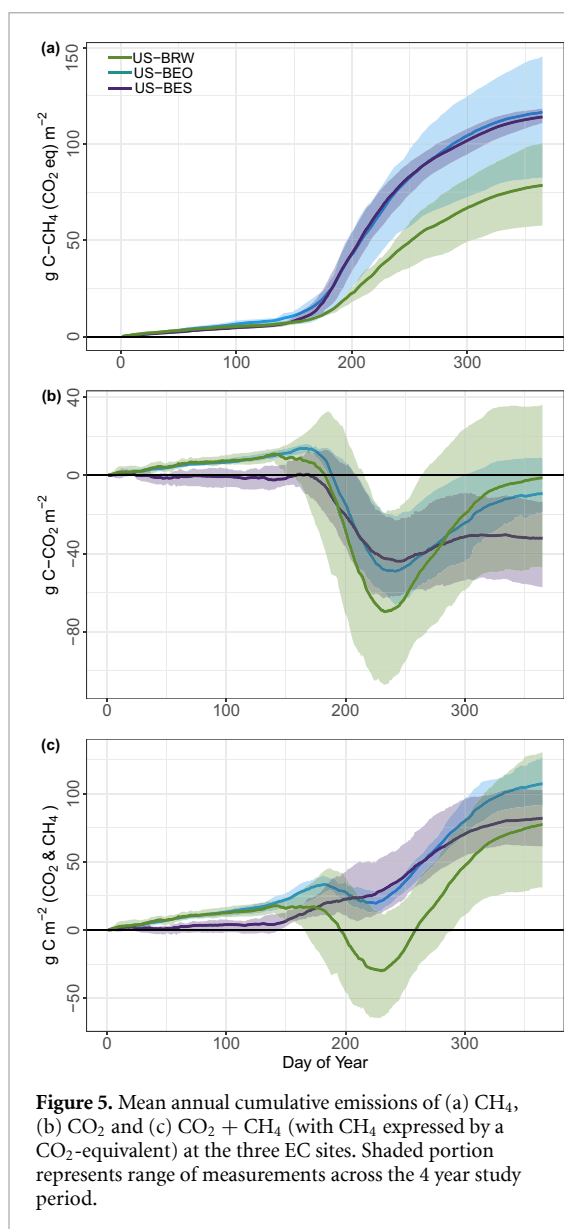 (a)
US-BRW
US-BEO
US-BES
g C−CH₄ (CO₂ eq) m⁻²
150
100
50
0
0 100 200 300
(b)
g C−CO₂ m⁻²
40
0
−40
−80
0 100 200 300
(c)
g C m⁻² (CO₂ & CH₄ )
100
50
0
−50
0 100 200 300
Day of Year
Figure 5. Mean annual cumulative emissions of (a) CH₄,
(b) CO₂ and (c) CO₂ + CH₄ (with CH₄ expressed by a
CO₂-equivalent) at the three EC sites. Shaded portion
represents range of measurements across the 4 year study
period.